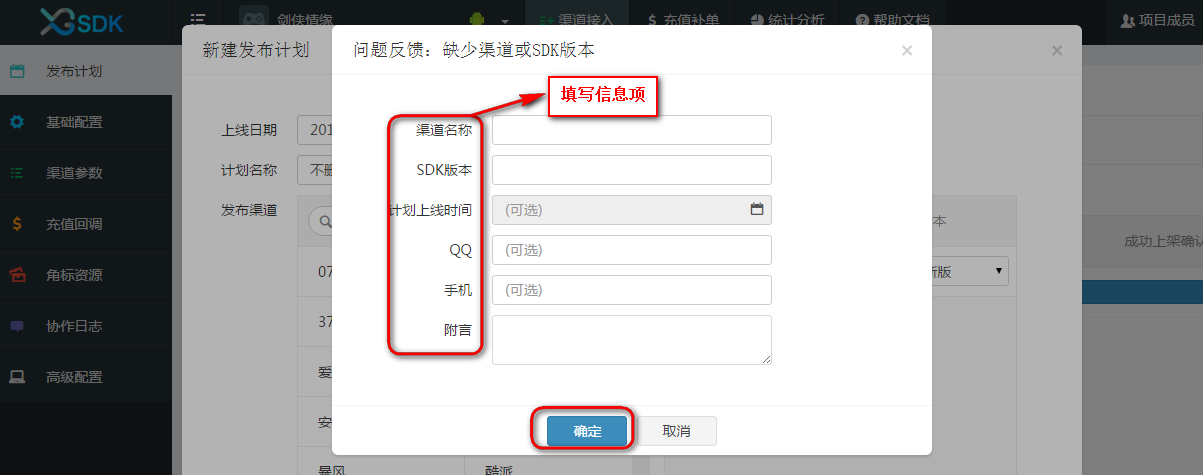 XGSDK
剑侠情缘
渠道接入
$ 充值补单
统计分析
帮助文档
项目成员
发布计划
基础配置
渠道参数
充值回调
角标资源
协作日志
高级配置
新建发布计划
×
上线日期
201
计划名称
不删
发布渠道
07
37
爱
安
暴风
酷派
本
新版
成功上架确认
问题反馈：缺少渠道或SDK版本
×
填写信息项
渠道名称
SDK版本
计划上线时间 (可选)
QQ (可选)
手机 (可选)
附言
确定
取消